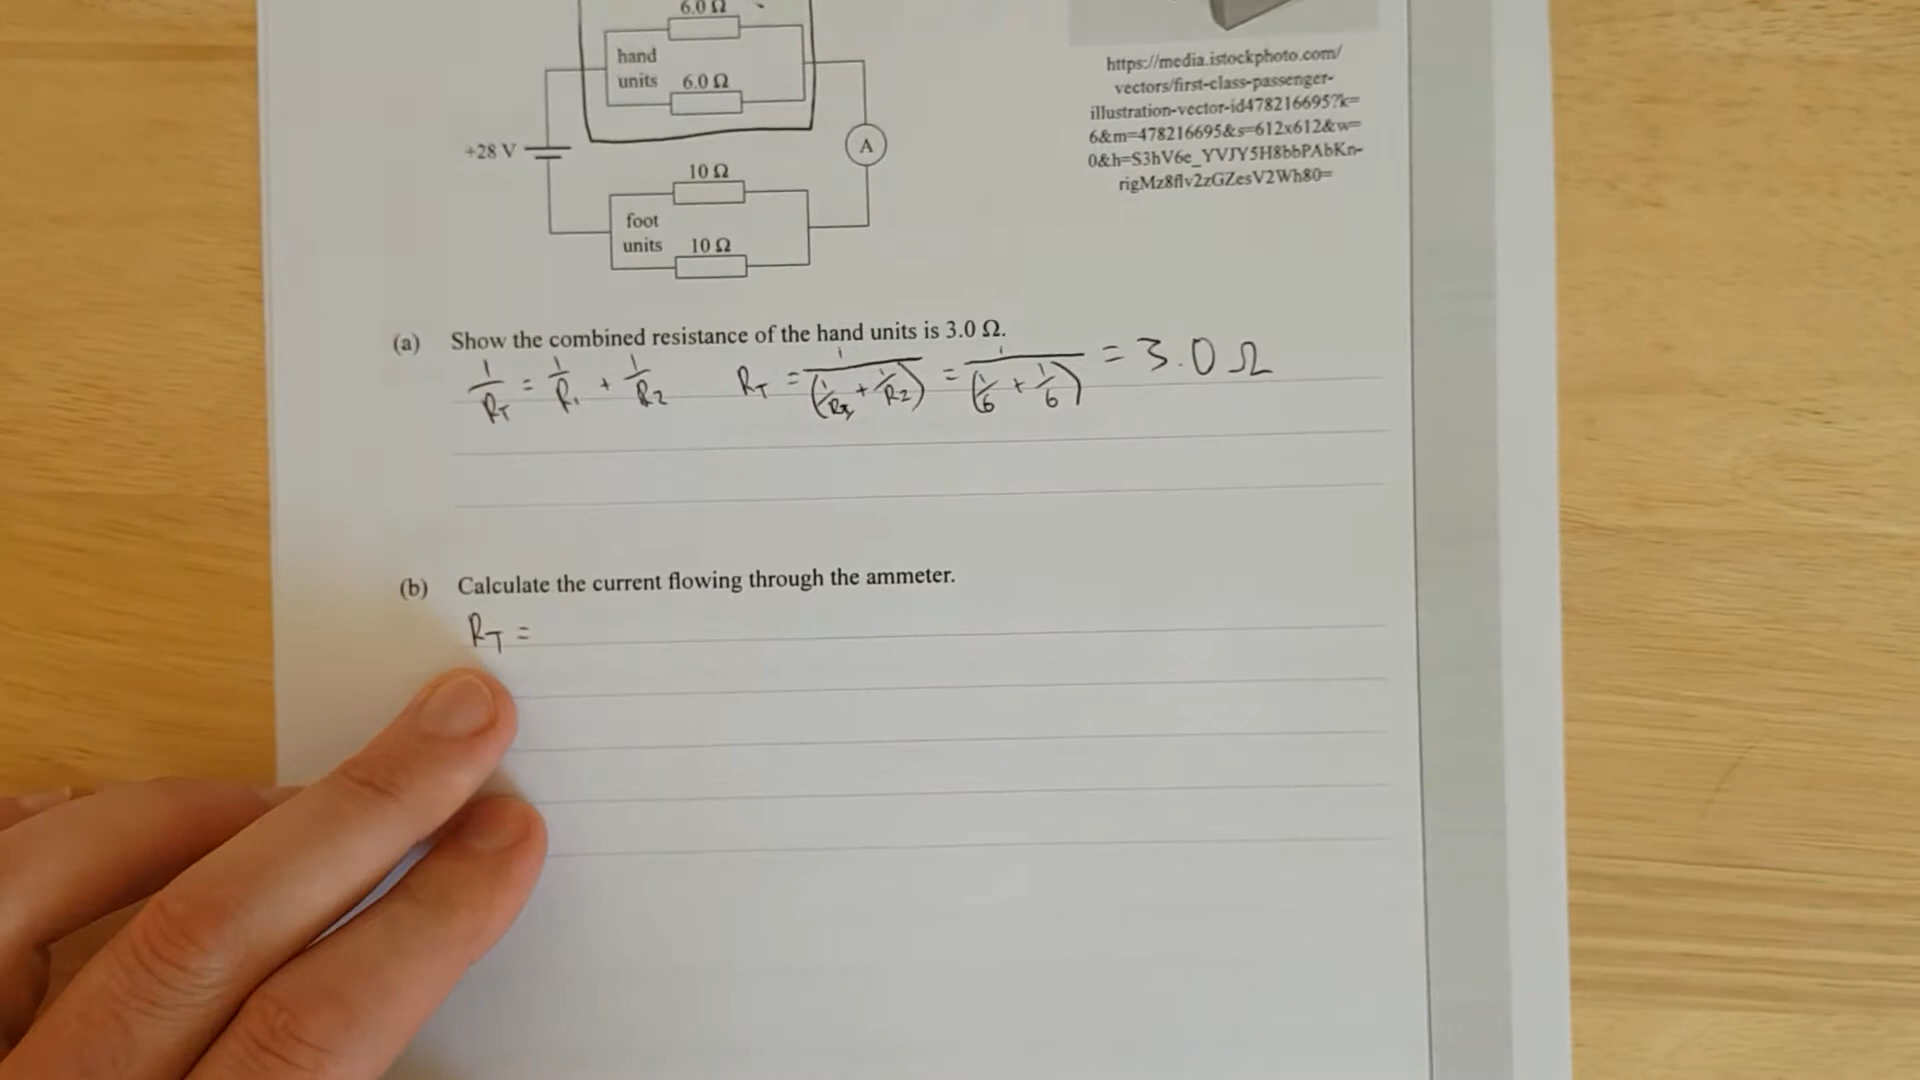 6.0 Ω
hand
units 6.0 Ω
+28 V
A
10 Ω
foot
units 10 Ω
https://media.istockphoto.com/
vectors/first-class-passenger-
illustration-vector-id478216695?k=
6&m=478216695&s=612x612&w=
0&h=S3hV6e_YVJY5H8bbPAbKn-
rigMz8flv2zGZesV2Wh80=
(a) Show the combined resistance of the hand units is 3.0 Ω.
1/RT = 1/R1 + 1/R2 RT = 1/(1/R1 + 1/R2) = 1/(1/6 + 1/6) = 3.0 Ω
(b) Calculate the current flowing through the ammeter.
RT =